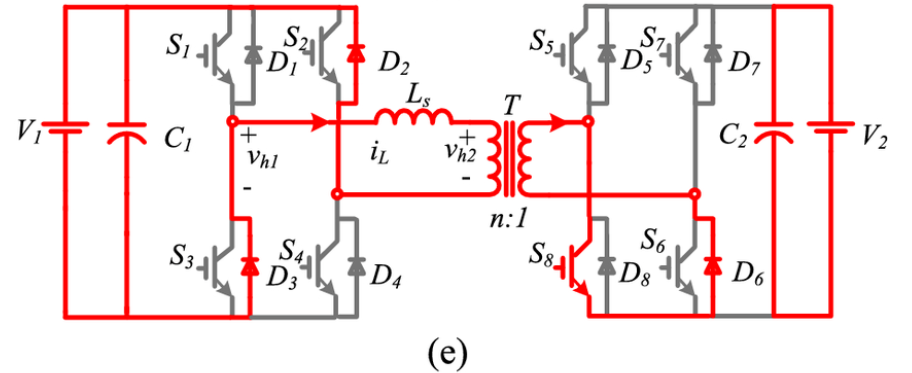 S1 D1 S2 D2 Ls T S5 D5 S7 D7
V1 C1 + vh1 - iL vh2 + - C2 V2
n:1
S3 D3 S4 D4 S8 D8 S6 D6
(e)